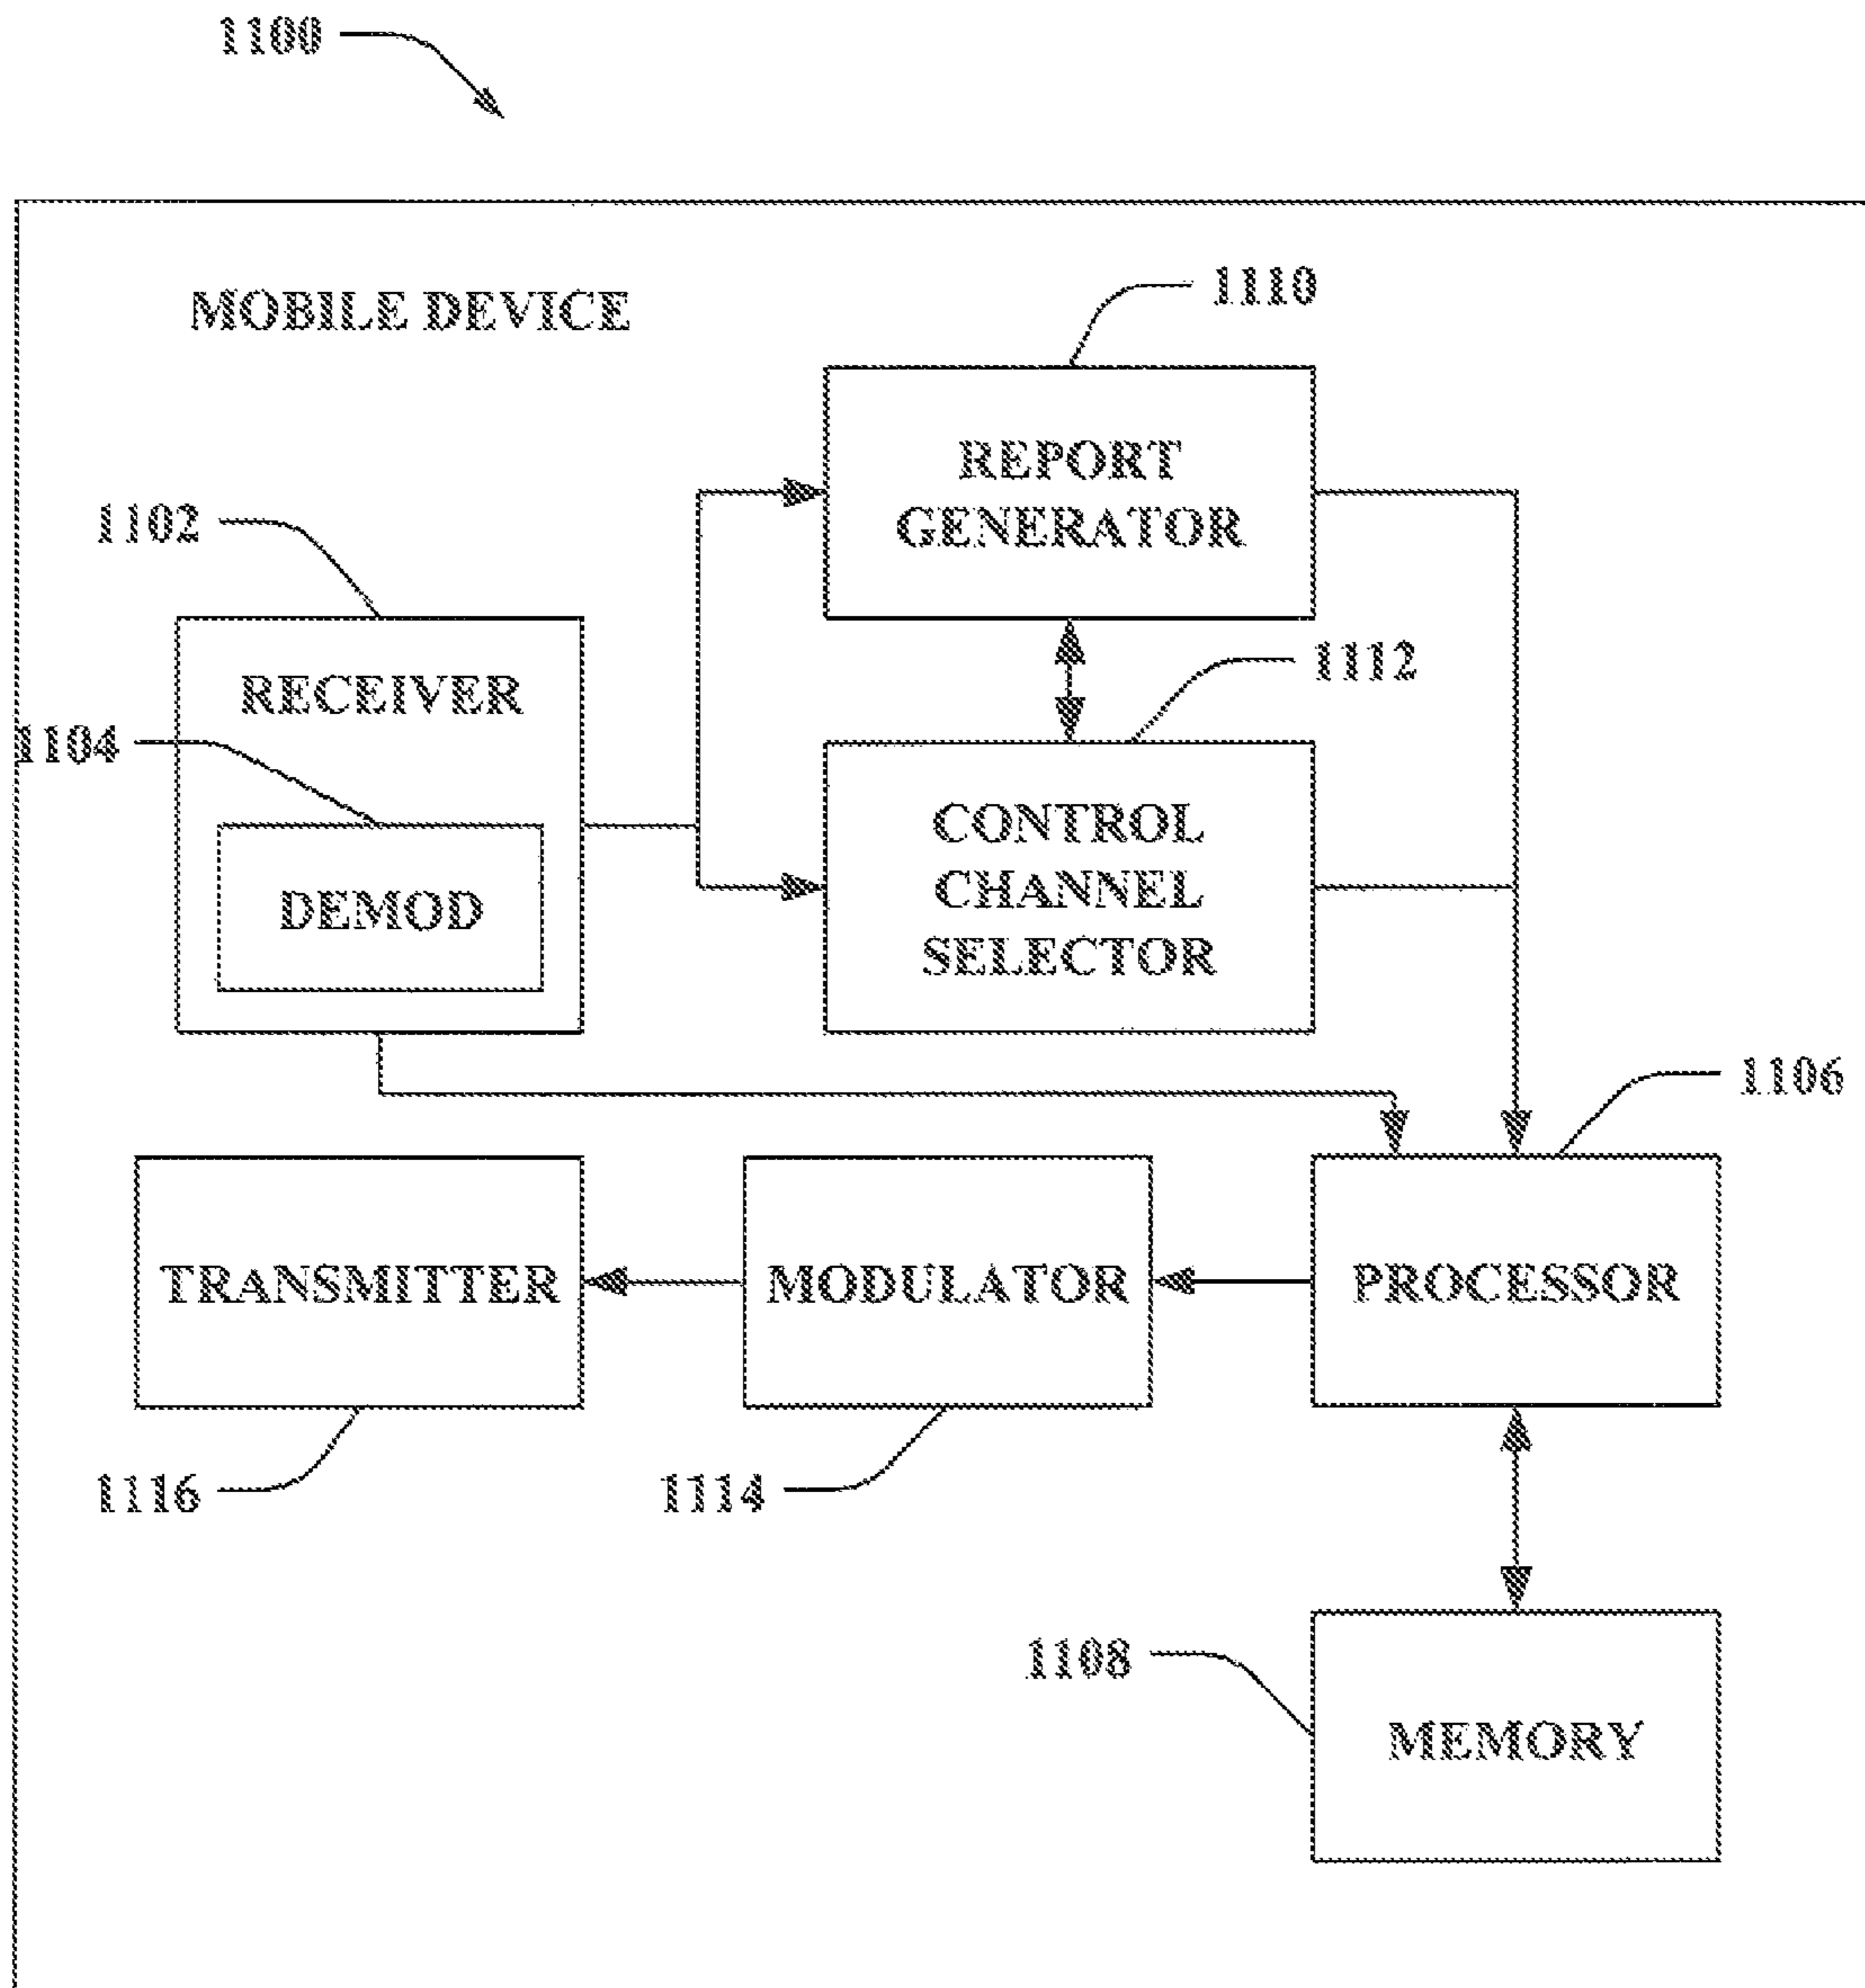 1100
MOBILE DEVICE
1110
REPORT
GENERATOR
1102
RECEIVER
1112
1104
DEMOD
CONTROL
CHANNEL
SELECTOR
1106
TRANSMITTER
MODULATOR
PROCESSOR
1116
1114
1108
MEMORY